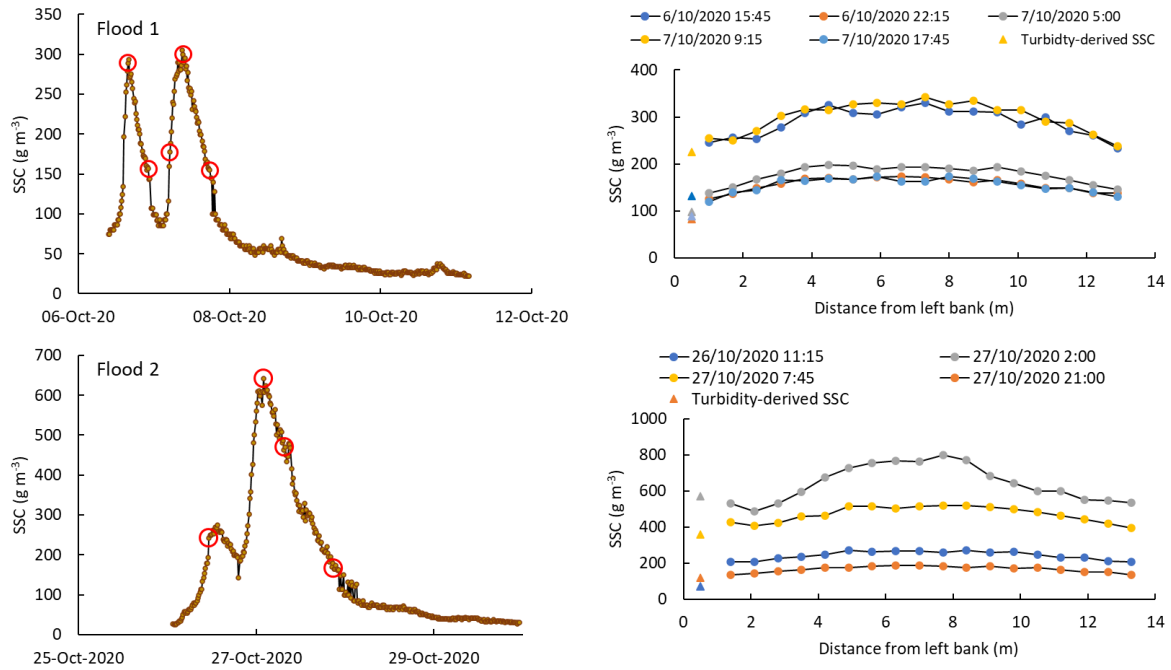 Flood 1
SSC (g m⁻³)
350
300
250
200
150
100
50
0
06-Oct-20 08-Oct-20 10-Oct-20 12-Oct-20
6/10/2020 15:45 6/10/2020 22:15 7/10/2020 5:00
7/10/2020 9:15 7/10/2020 17:45 Turbidty-derived SSC
SSC (g m⁻³)
400
300
200
100
0
0 2 4 6 8 10 12 14
Distance from left bank (m)
Flood 2
SSC (g m⁻³)
700
600
500
400
300
200
100
0
25-Oct-2020 27-Oct-2020 29-Oct-2020
26/10/2020 11:15 27/10/2020 2:00
27/10/2020 7:45 27/10/2020 21:00
Turbidity-derived SSC
SSC (g m⁻³)
1000
800
600
400
200
0
0 2 4 6 8 10 12 14
Distance from left bank (m)